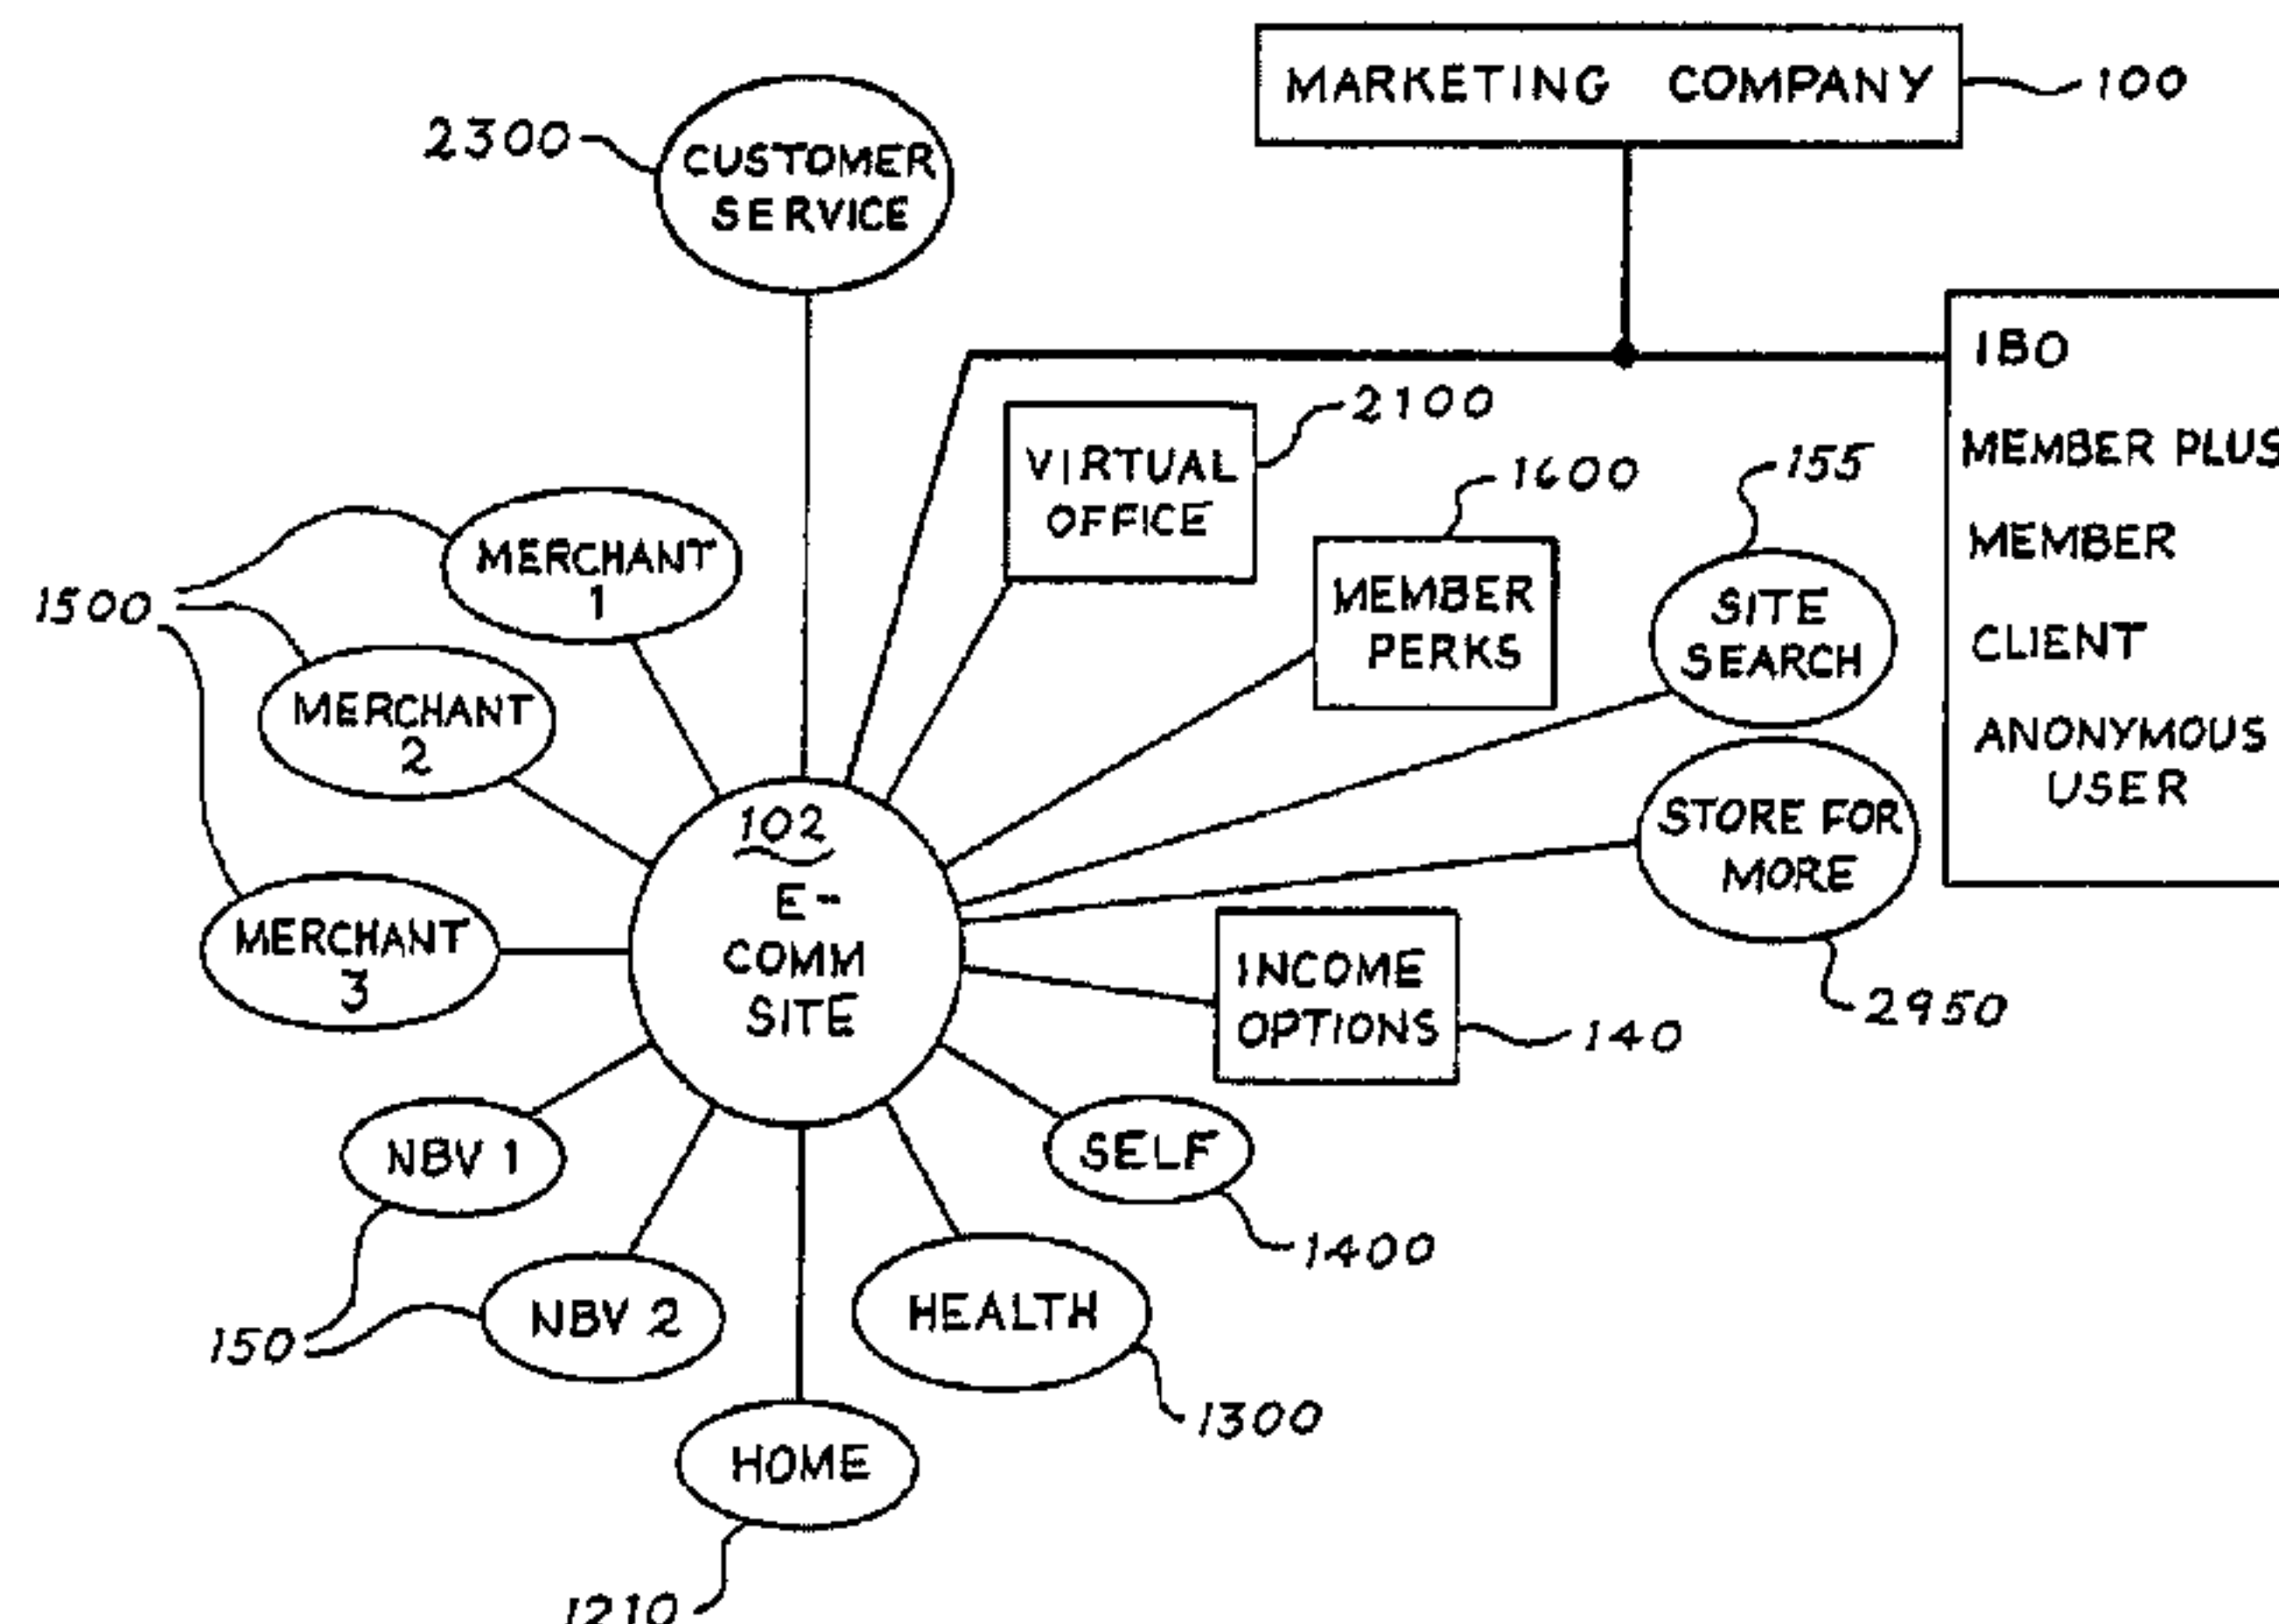 MARKETING COMPANY
100
2300
CUSTOMER
SERVICE
IBO
MEMBER PLUS
MEMBER
CLIENT
ANONYMOUS
USER
2100
VIRTUAL
OFFICE
1600
MEMBER
PERKS
155
SITE
SEARCH
STORE FOR
MORE
2950
1500
MERCHANT
1
MERCHANT
2
MERCHANT
3
102
E-
COMM
SITE
INCOME
OPTIONS
140
SELF
1400
NBV 1
NBV 2
150
HEALTH
1300
HOME
1210